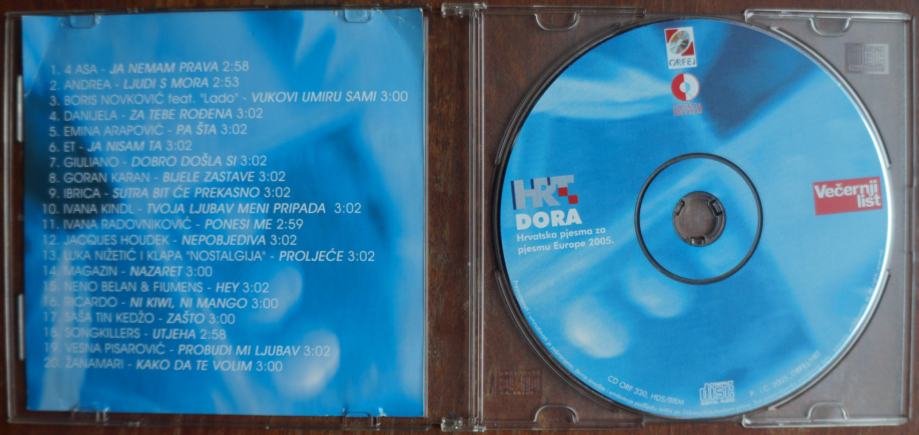 1. 4 ASA - JA NEMAM PRAVA 2:58
2. ANDREA - LJUDI S MORA 2:53
3. BORIS NOVKOVIĆ feat. "Lado" - VUKOVI UMIRU SAMI 3:00
4. DANIJELA - ZA TEBE ROĐENA 3:02
5. EMINA ARAPOVIĆ - PA ŠTA 3:02
6. ET - JA NISAM TA 3:02
7. GIULIANO - DOBRO DOŠLA SI 3:02
8. GORAN KARAN - BIJELE ZASTAVE 3:02
9. IBRICA - SUTRA BIT ĆE PREKASNO 3:02
10. IVANA KINDL - TVOJA LJUBAV MENI PRIPADA 3:02
11. IVANA RADOVNIKOVIĆ - PONESI ME 2:59
12. JACQUES HOUDEK - NEPOBJEDIVA 3:02
13. LUKA NIŽETIĆ I KLAPA "NOSTALGIJA" - PROLJEĆE 3:02
14. MAGAZIN - NAZARET 3:00
15. NENO BELAN & FIUMENS - HEY 3:02
16. RICARDO - NI KIWI, NI MANGO 3:00
17. SAŠA TIN KEDŽO - ZAŠTO 3:00
18. SONGKILLERS - UTJEHA 2:58
19. VESNA PISAROVIĆ - PROBUDI MI LJUBAV 3:02
20. ŽANAMARI - KAKO DA TE VOLIM 3:00
ORFEJ
HRT
DORA
Hrvatska pjesma za
pjesmu Europe 2005.
Večernji
list
CD ORF 330, HDS/BIEM